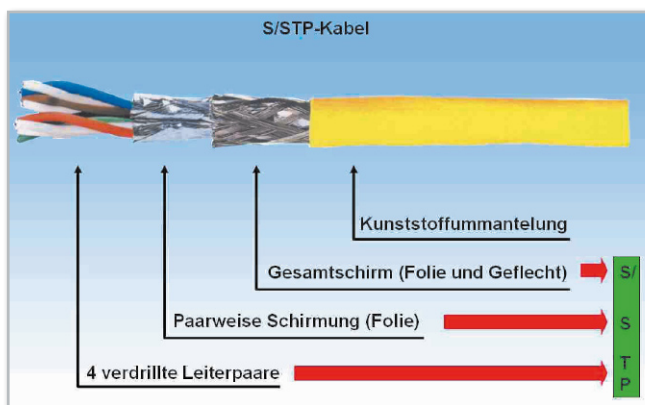 S/STP-Kabel
Kunststoffummantelung
Gesamtschirm (Folie und Geflecht)
S/
Paarweise Schirmung (Folie)
S
4 verdrillte Leiterpaare
T
P